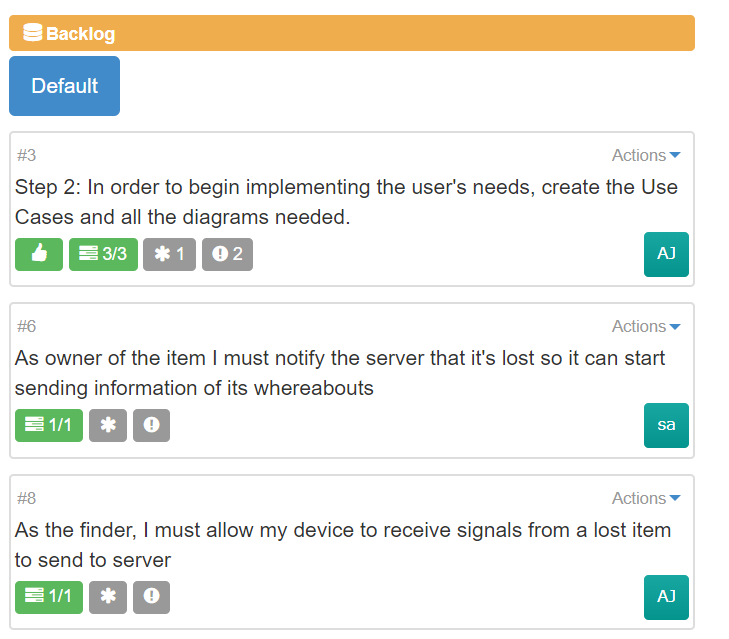 Backlog
Default
#3 Actions
Step 2: In order to begin implementing the user's needs, create the Use
Cases and all the diagrams needed.
3/3 1 2 AJ
#6 Actions
As owner of the item I must notify the server that it's lost so it can start
sending information of its whereabouts
1/1 sa
#8 Actions
As the finder, I must allow my device to receive signals from a lost item
to send to server
1/1 AJ